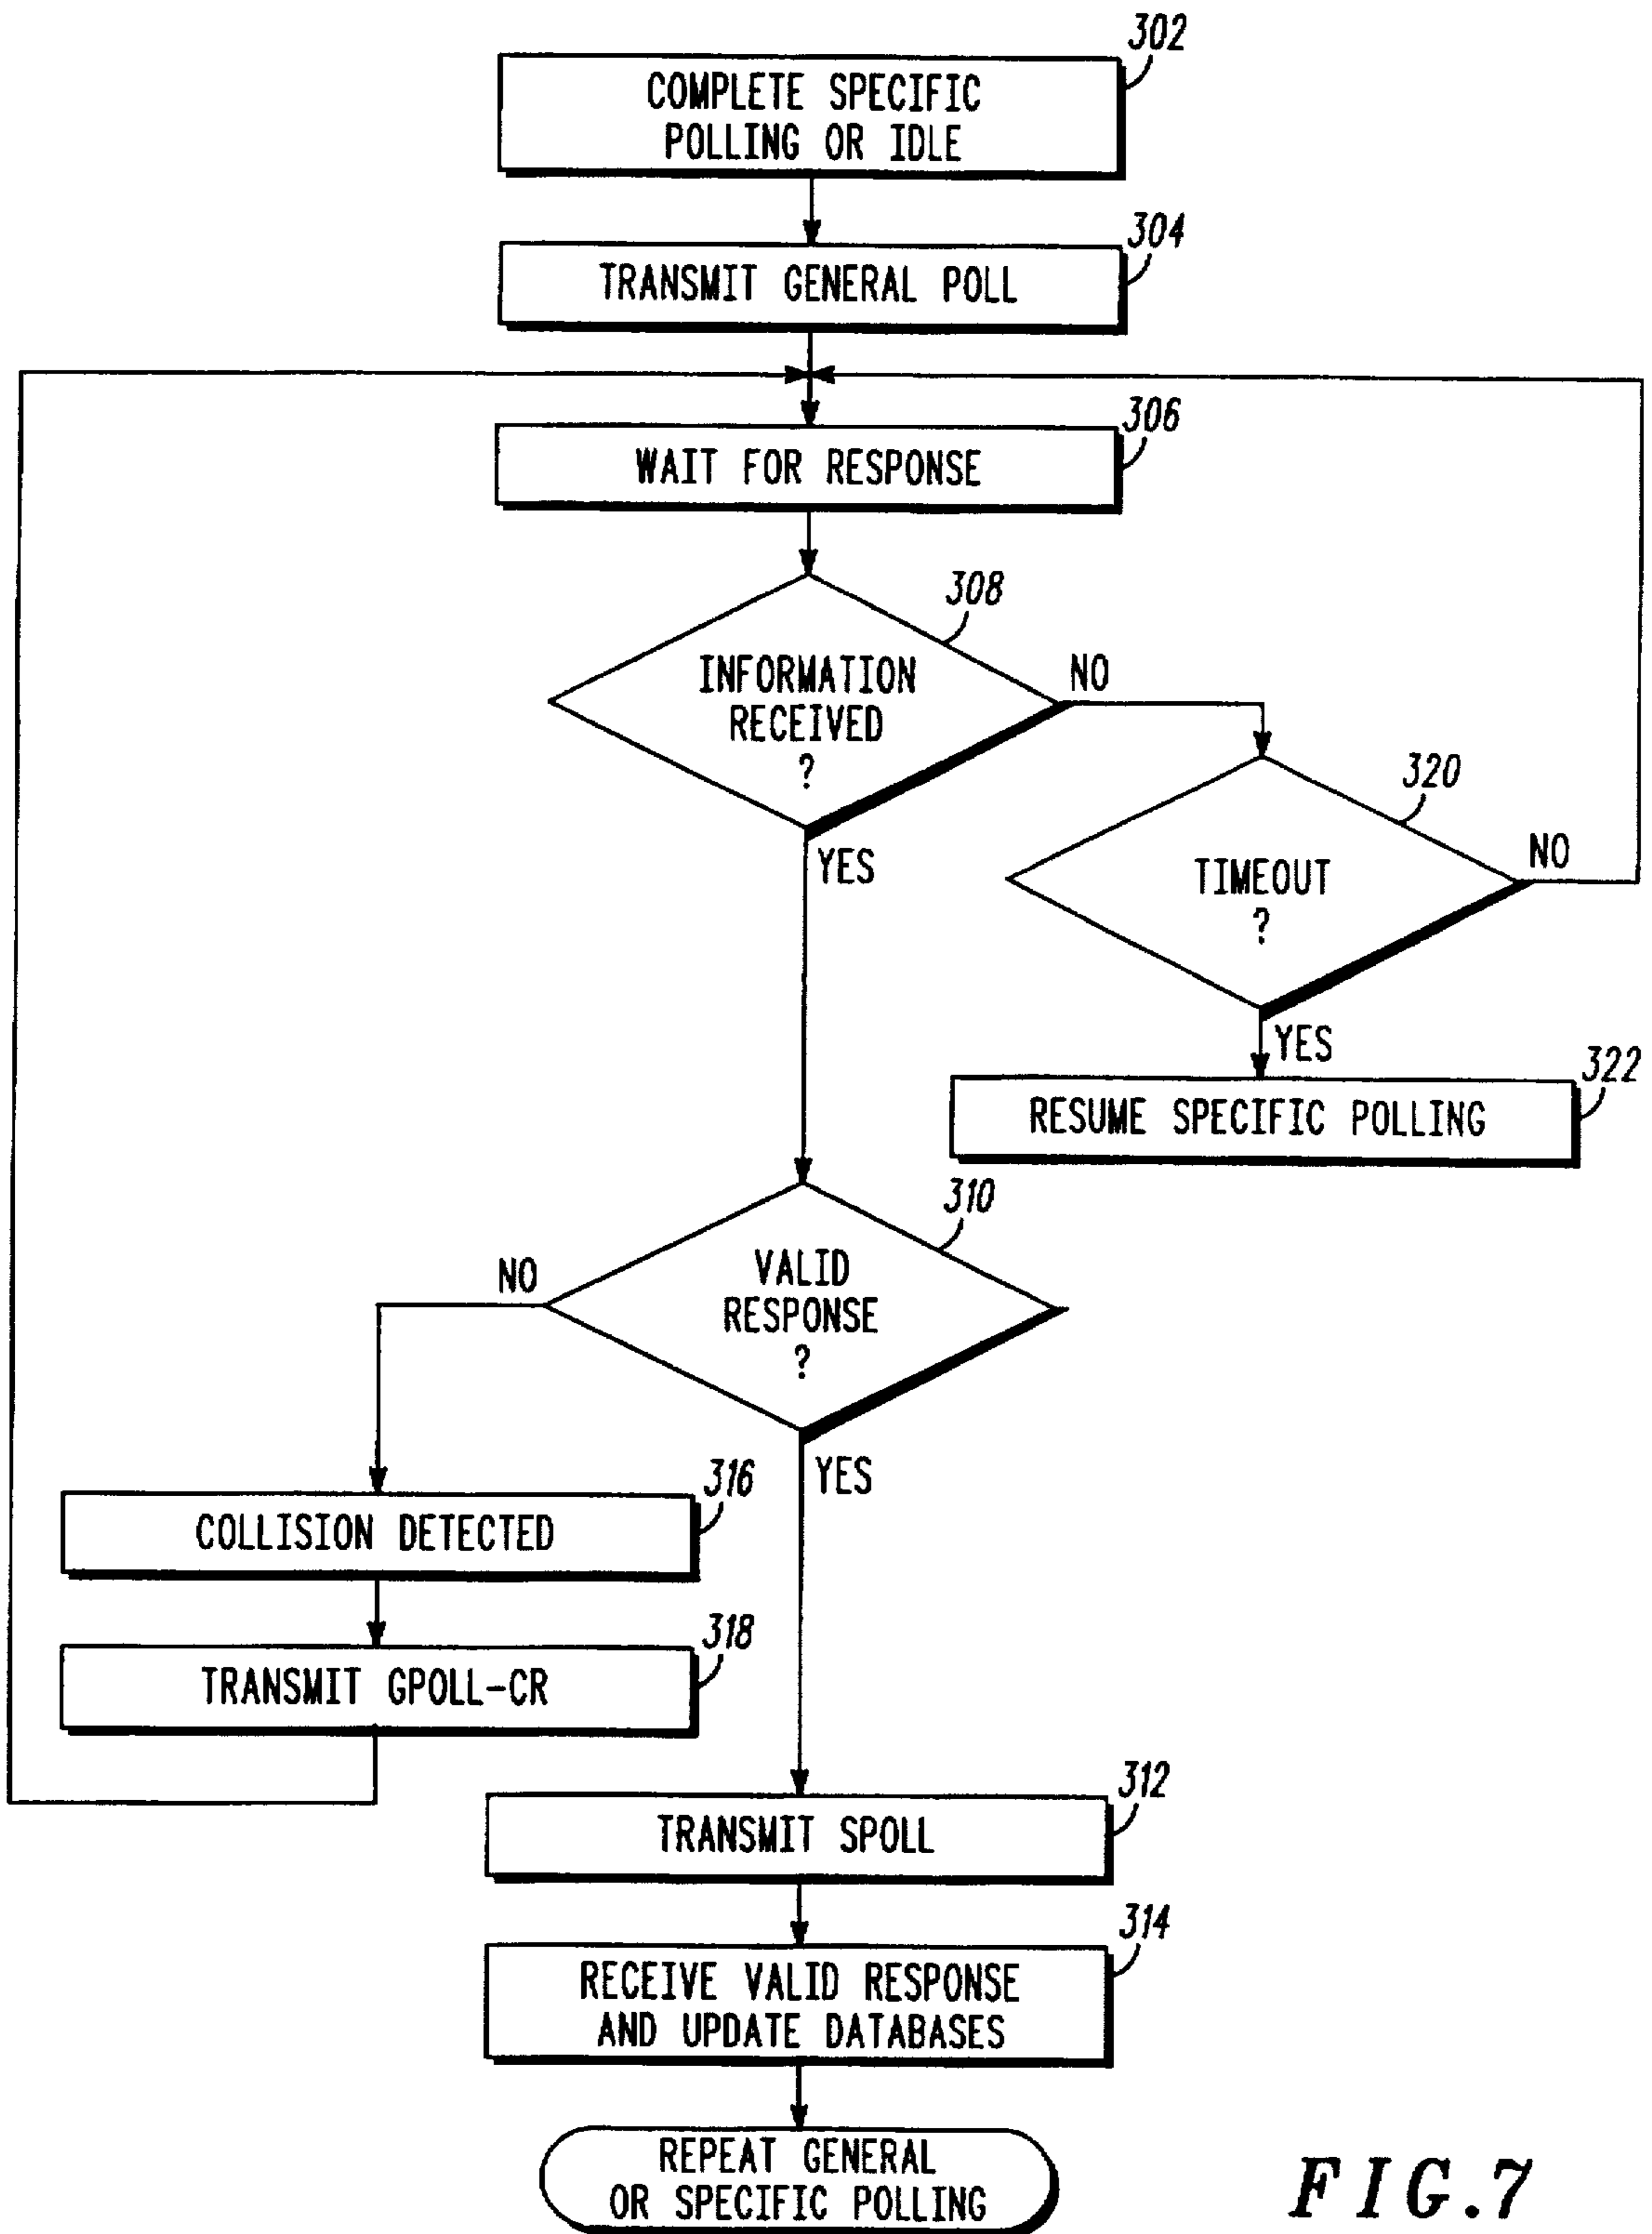 302
COMPLETE SPECIFIC
POLLING OR IDLE
304
TRANSMIT GENERAL POLL
306
WAIT FOR RESPONSE
308
INFORMATION
RECEIVED
?
NO
YES
320
TIMEOUT
?
NO
YES
322
RESUME SPECIFIC POLLING
310
VALID
RESPONSE
?
NO
YES
316
COLLISION DETECTED
318
TRANSMIT GPOLL-CR
312
TRANSMIT SPOLL
314
RECEIVE VALID RESPONSE
AND UPDATE DATABASES
REPEAT GENERAL
OR SPECIFIC POLLING
FIG.7